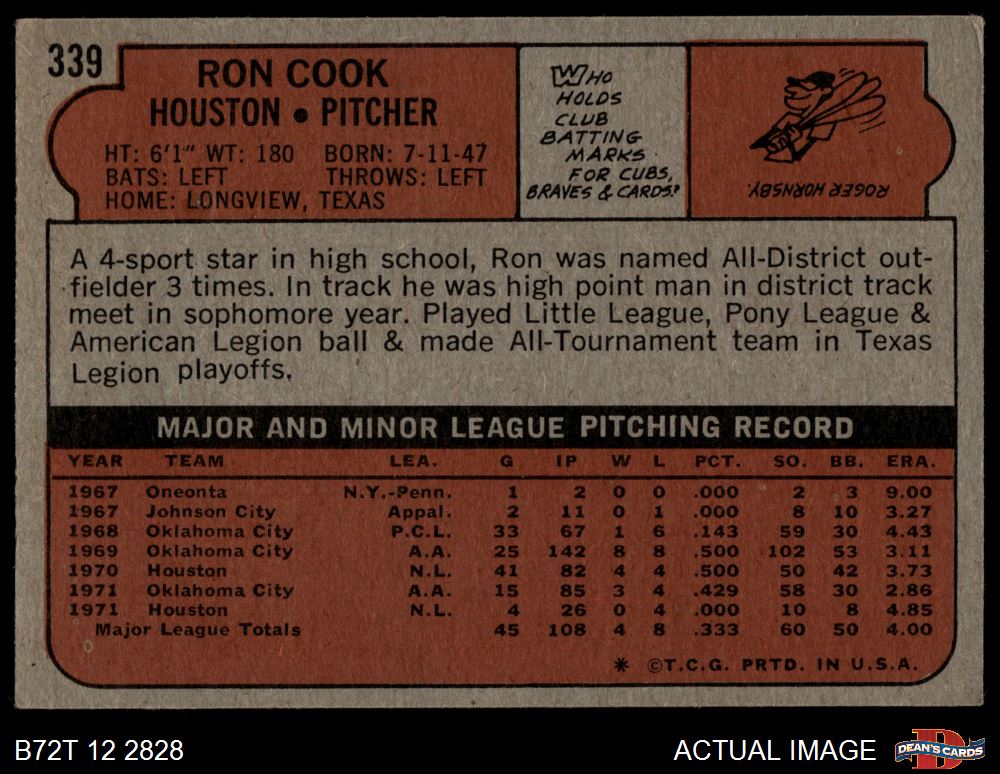 339
RON COOK
HOUSTON • PITCHER
HT: 6'1" WT: 180 BORN: 7-11-47
BATS: LEFT THROWS: LEFT
HOME: LONGVIEW, TEXAS
WHO
HOLDS
CLUB
BATTING
MARKS
FOR CUBS,
BRAVES & CARDS?
ROGER HORNSBY.
A 4-sport star in high school, Ron was named All-District out-
fielder 3 times. In track he was high point man in district track
meet in sophomore year. Played Little League, Pony League &
American Legion ball & made All-Tournament team in Texas
Legion playoffs.
MAJOR AND MINOR LEAGUE PITCHING RECORD
YEAR TEAM LEA. G IP W L PCT. SO. BB. ERA.
1967 Oneonta N.Y.-Penn. 1 2 0 0 .000 2 3 9.00
1967 Johnson City Appal. 2 11 0 1 .000 8 10 3.27
1968 Oklahoma City P.C.L. 33 67 1 6 .143 59 30 4.43
1969 Oklahoma City A.A. 25 142 8 8 .500 102 53 3.11
1970 Houston N.L. 41 82 4 4 .500 50 42 3.73
1971 Oklahoma City A.A. 15 85 3 4 .429 58 30 2.86
1971 Houston N.L. 4 26 0 4 .000 10 8 4.85
Major League Totals 45 108 4 8 .333 60 50 4.00
* ©T.C.G. PRTD. IN U.S.A.
B72T 12 2828
ACTUAL IMAGE
DEAN'S CARDS